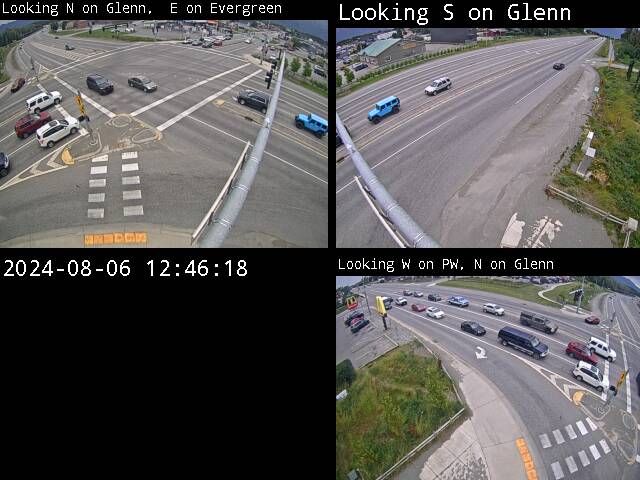 Looking N on Glenn,  E on Evergreen
Looking S on Glenn
2024-08-06 12:46:18
Looking W on PW, N on Glenn